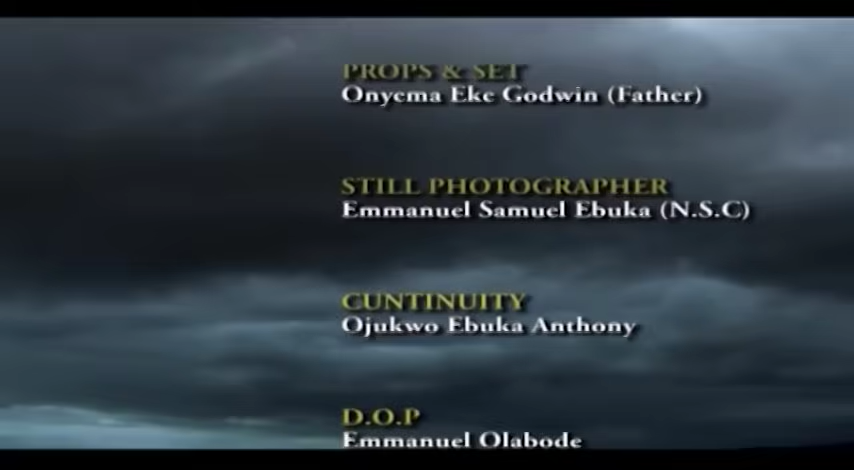 PROPS & SET
Onyema Eke Godwin (Father)
STILL PHOTOGRAPHER
Emmanuel Samuel Ebuka (N.S.C)
CUNTINUITY
Ojukwo Ebuka Anthony
D.O.P
Emmanuel Olabode